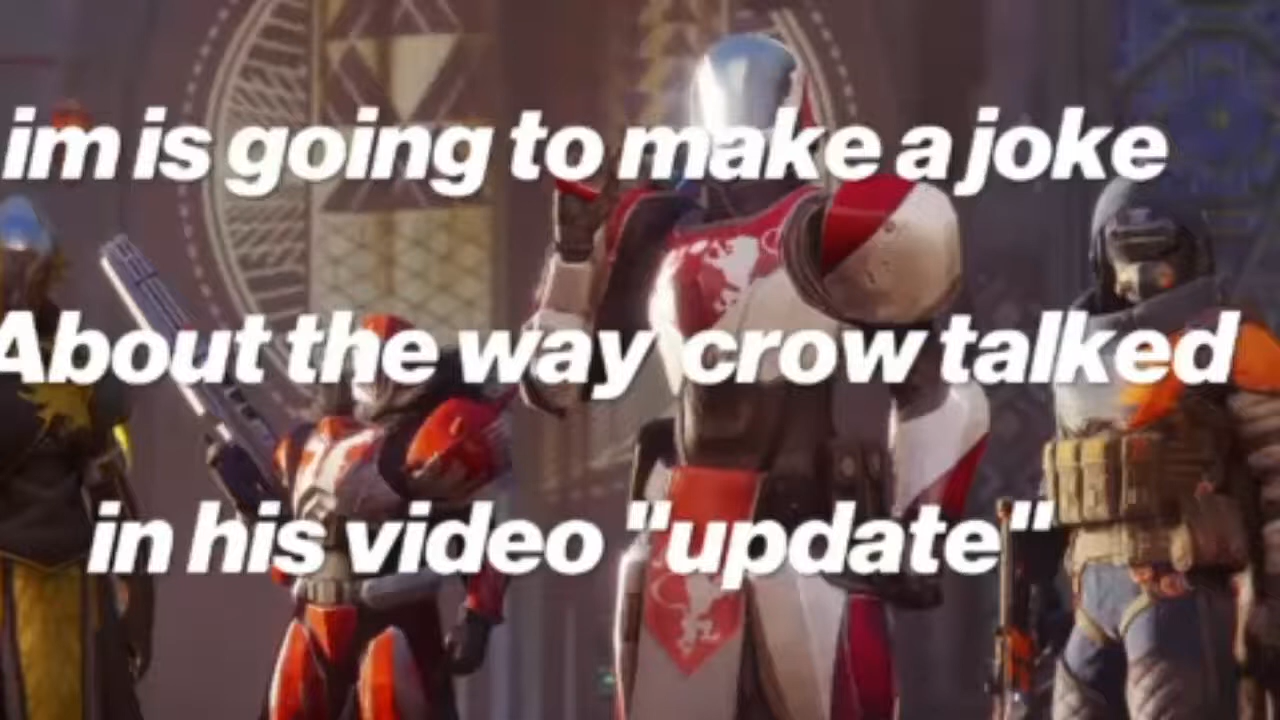 im is going to make a joke
About the way crow talked
in his video "update"